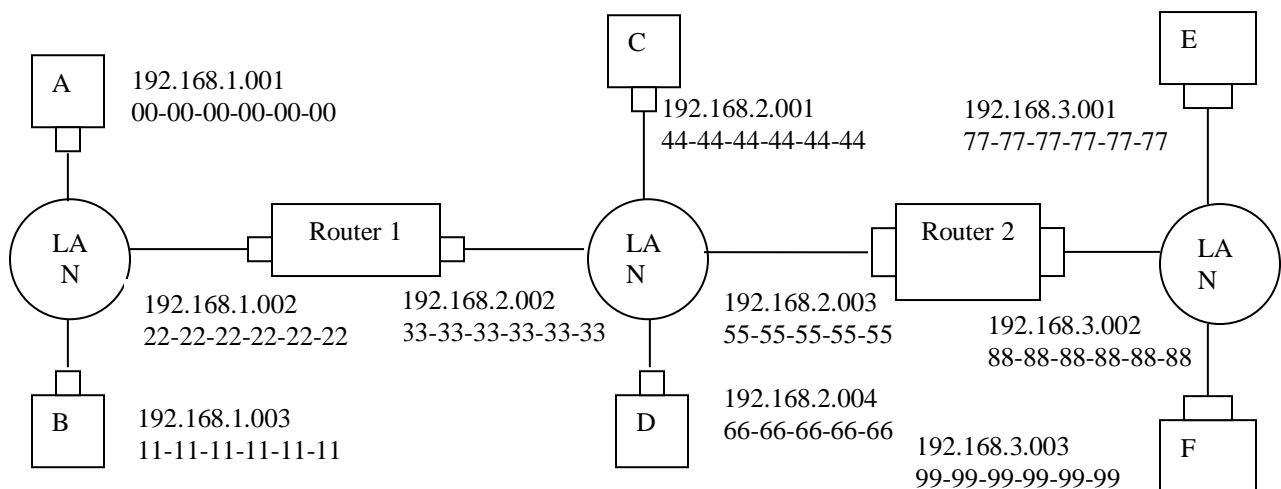 A
192.168.1.001
00-00-00-00-00-00
C
192.168.2.001
44-44-44-44-44-44
E
192.168.3.001
77-77-77-77-77-77
LA
N
Router 1
LA
N
Router 2
LA
N
192.168.1.002
22-22-22-22-22-22
192.168.2.002
33-33-33-33-33-33
192.168.2.003
55-55-55-55-55
192.168.3.002
88-88-88-88-88-88
B
192.168.1.003
11-11-11-11-11-11
D
192.168.2.004
66-66-66-66-66
192.168.3.003
99-99-99-99-99-99
F